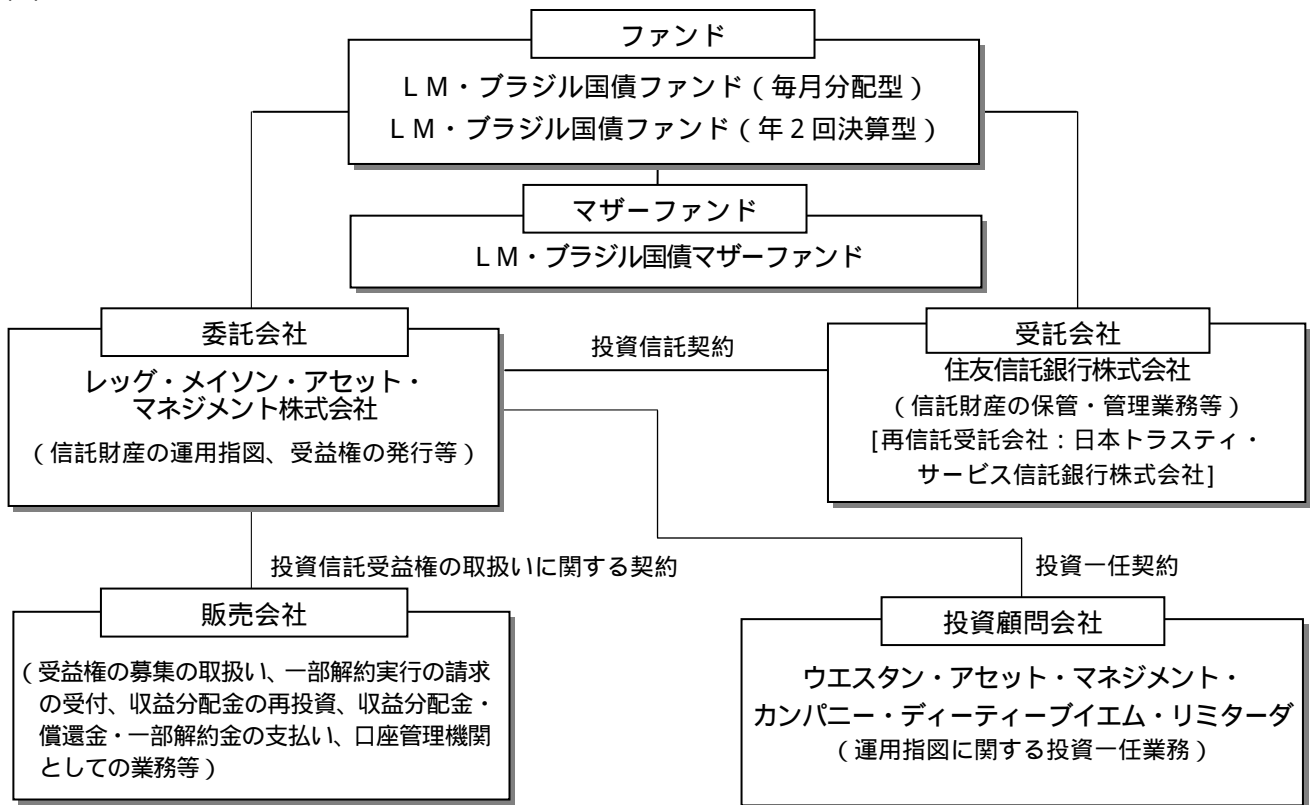 ファンド
LM・ブラジル国債ファンド（毎月分配型）
LM・ブラジル国債ファンド（年2回決算型）
マザーファンド
LM・ブラジル国債マザーファンド
委託会社
レッグ・メイソン・アセット・
マネジメント株式会社
（信託財産の運用指図、受益権の発行等）
投資信託契約
受託会社
住友信託銀行株式会社
（信託財産の保管・管理業務等）
[再信託受託会社：日本トラスティ・
サービス信託銀行株式会社]
投資信託受益権の取扱いに関する契約
投資一任契約
販売会社
（受益権の募集の取扱い、一部解約実行の請求
の受付、収益分配金の再投資、収益分配金・
償還金・一部解約金の支払い、口座管理機関
としての業務等）
投資顧問会社
ウエスタン・アセット・マネジメント・
カンパニー・ディーティーブイエム・リミターダ
（運用指図に関する投資一任業務）